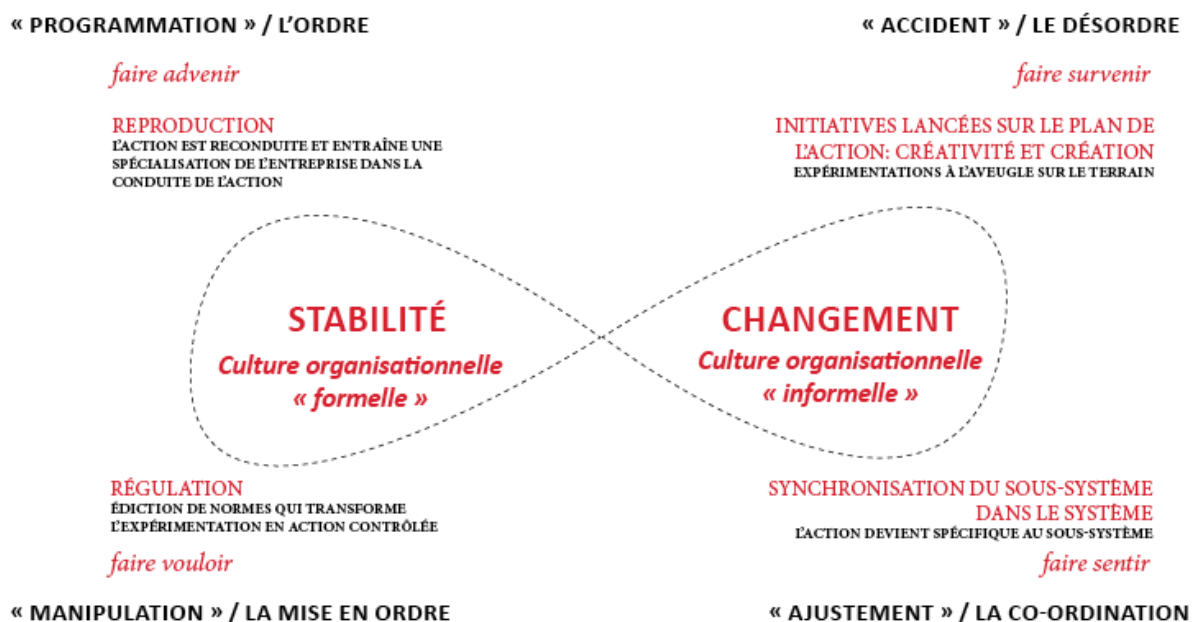 « PROGRAMMATION » / L'ORDRE
faire advenir
REPRODUCTION
L'ACTION EST RECONDUITE ET ENTRAÎNE UNE
SPÉCIALISATION DE L'ENTREPRISE DANS LA
CONDUITE DE L'ACTION
« ACCIDENT » / LE DÉSORDRE
faire survenir
INITIATIVES LANCÉES SUR LE PLAN DE
L'ACTION: CRÉATIVITÉ ET CRÉATION
EXPÉRIMENTATIONS À L'AVEUGLE SUR LE TERRAIN
STABILITÉ
Culture organisationnelle
« formelle »
CHANGEMENT
Culture organisationnelle
« informelle »
RÉGULATION
ÉDICTION DE NORMES QUI TRANSFORME
L'EXPÉRIMENTATION EN ACTION CONTRÔLÉE
faire vouloir
« MANIPULATION » / LA MISE EN ORDRE
SYNCHRONISATION DU SOUS-SYSTÈME
DANS LE SYSTÈME
L'ACTION DEVIENT SPÉCIFIQUE AU SOUS-SYSTÈME
faire sentir
« AJUSTEMENT » / LA CO-ORDINATION